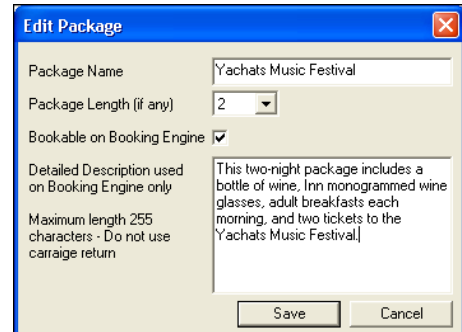 Edit Package
Package Name
Yachats Music Festival
Package Length (if any)
2
Bookable on Booking Engine
Detailed Description used
on Booking Engine only
Maximum length 255
characters - Do not use
carraige return
This two-night package includes a
bottle of wine, Inn monogrammed wine
glasses, adult breakfasts each
morning, and two tickets to the
Yachats Music Festival.
Save
Cancel